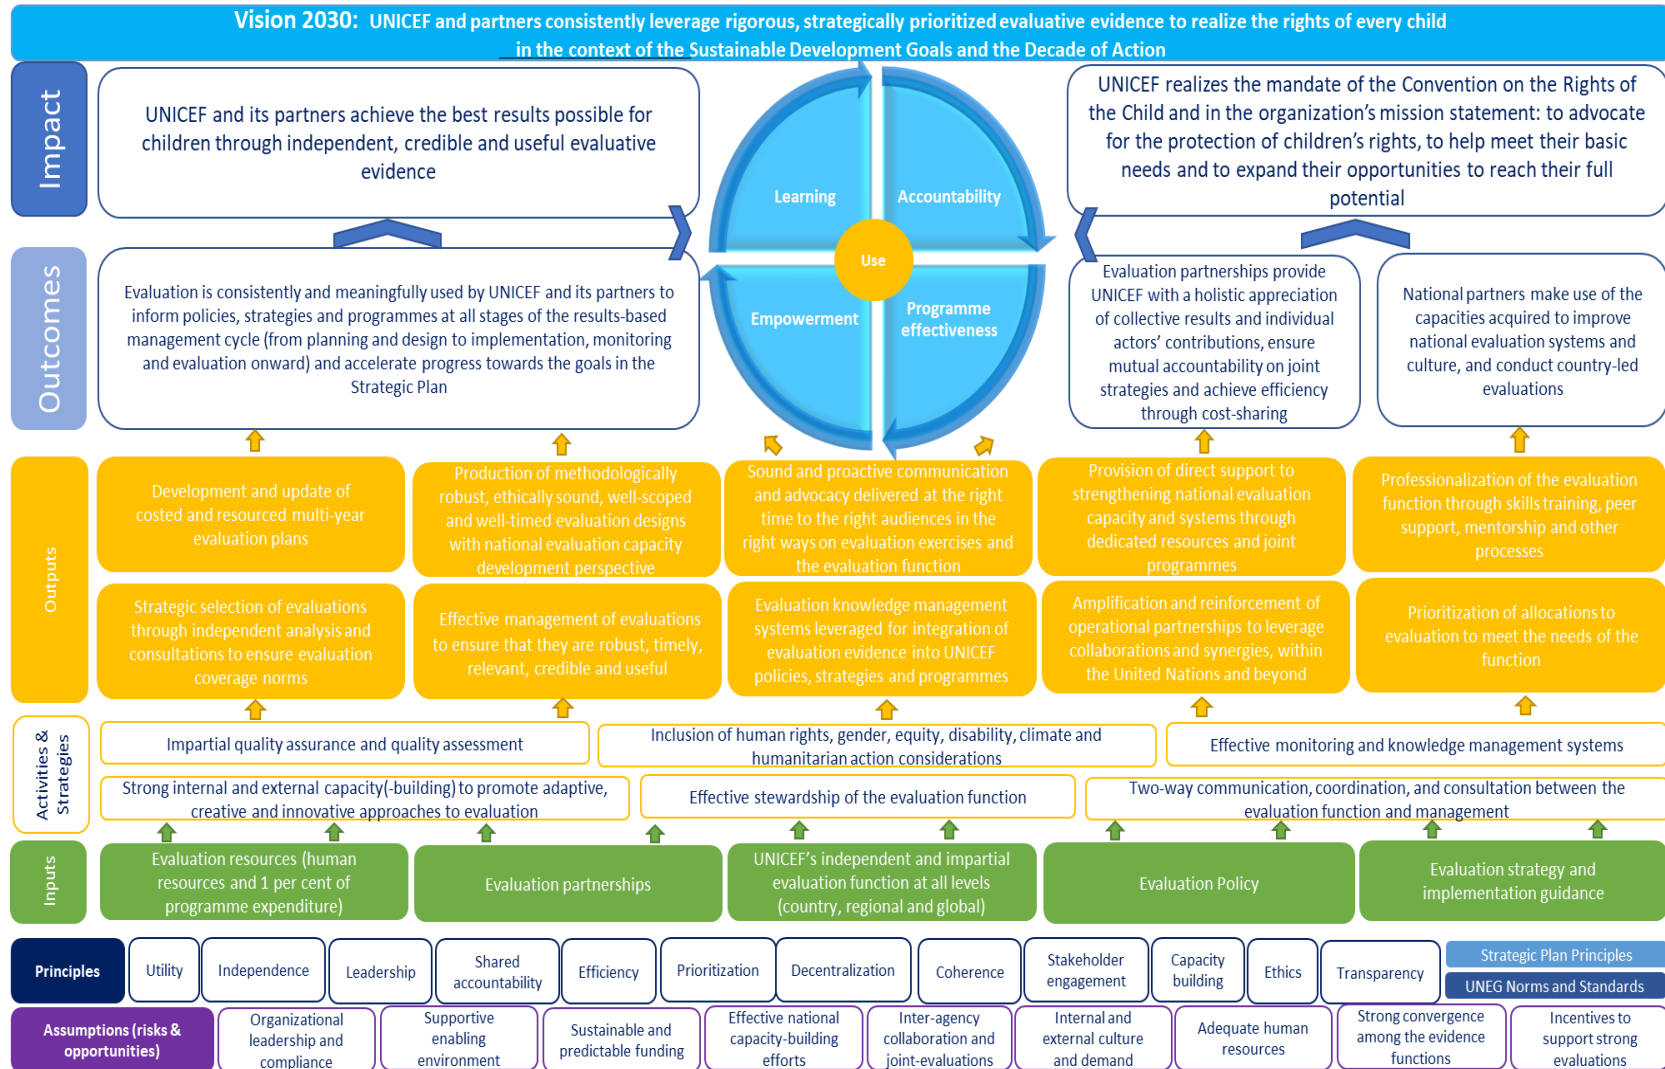 Vision 2030: UNICEF and partners consistently leverage rigorous, strategically prioritized evaluative evidence to realize the rights of every child
in the context of the Sustainable Development Goals and the Decade of Action
Impact
UNICEF and its partners achieve the best results possible for
children through independent, credible and useful evaluative
evidence
Learning
Accountability
Use
Empowerment
Programme
effectiveness
UNICEF realizes the mandate of the Convention on the Rights of
the Child and in the organization's mission statement: to advocate
for the protection of children's rights, to help meet their basic
needs and to expand their opportunities to reach their full
potential
Outcomes
Evaluation is consistently and meaningfully used by UNICEF and its partners to
inform policies, strategies and programmes at all stages of the results-based
management cycle (from planning and design to implementation, monitoring
and evaluation onward) and accelerate progress towards the goals in the
Strategic Plan
Evaluation partnerships provide
UNICEF with a holistic appreciation
of collective results and individual
actors' contributions, ensure
mutual accountability on joint
strategies and achieve efficiency
through cost-sharing
National partners make use of the
capacities acquired to improve
national evaluation systems and
culture, and conduct country-led
evaluations
Outputs
Development and update of
costed and resourced multi-year
evaluation plans
Production of methodologically
robust, ethically sound, well-scoped
and well-timed evaluation designs
with national evaluation capacity
development perspective
Sound and proactive communication
and advocacy delivered at the right
time to the right audiences in the
right ways on evaluation exercises and
the evaluation function
Provision of direct support to
strengthening national evaluation
capacity and systems through
dedicated resources and joint
programmes
Professionalization of the evaluation
function through skills training, peer
support, mentorship and other
processes
Strategic selection of evaluations
through independent analysis and
consultations to ensure evaluation
coverage norms
Effective management of evaluations
to ensure that they are robust, timely,
relevant, credible and useful
Evaluation knowledge management
systems leveraged for integration of
evaluation evidence into UNICEF
policies, strategies and programmes
Amplification and reinforcement of
operational partnerships to leverage
collaborations and synergies, within
the United Nations and beyond
Prioritization of allocations to
evaluation to meet the needs of the
function
Activities &
Strategies
Impartial quality assurance and quality assessment
Inclusion of human rights, gender, equity, disability, climate and
humanitarian action considerations
Effective monitoring and knowledge management systems
Strong internal and external capacity(-building) to promote adaptive,
creative and innovative approaches to evaluation
Effective stewardship of the evaluation function
Two-way communication, coordination, and consultation between the
evaluation function and management
Inputs
Evaluation resources (human
resources and 1 per cent of
programme expenditure)
Evaluation partnerships
UNICEF's independent and impartial
evaluation function at all levels
(country, regional and global)
Evaluation Policy
Evaluation strategy and
implementation guidance
Principles
Utility
Independence
Leadership
Shared
accountability
Efficiency
Prioritization
Decentralization
Coherence
Stakeholder
engagement
Capacity
building
Ethics
Transparency
Strategic Plan Principles
UNEG Norms and Standards
Assumptions (risks &
opportunities)
Organizational
leadership and
compliance
Supportive
enabling
environment
Sustainable and
predictable funding
Effective national
capacity-building
efforts
Inter-agency
collaboration and
joint-evaluations
Internal and
external culture
and demand
Adequate human
resources
Strong convergence
among the evidence
functions
Incentives to
support strong
evaluations